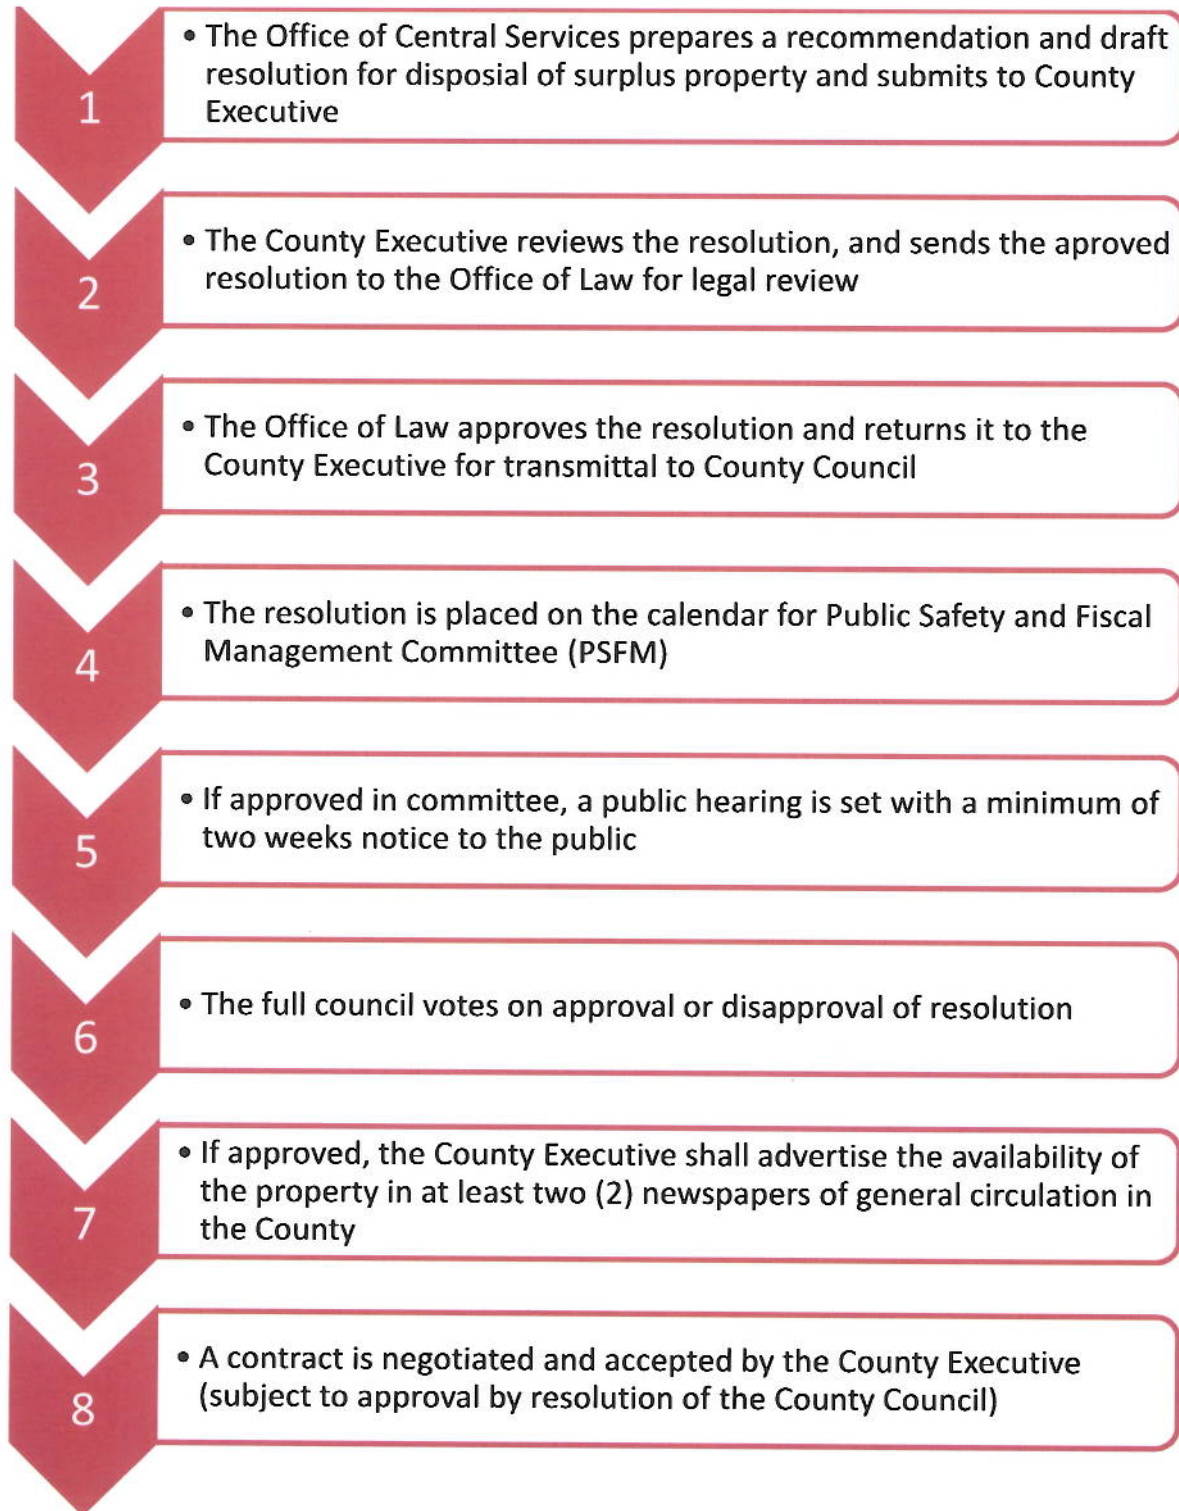 1
• The Office of Central Services prepares a recommendation and draft
resolution for disposial of surplus property and submits to County
Executive
2
• The County Executive reviews the resolution, and sends the aproved
resolution to the Office of Law for legal review
3
• The Office of Law approves the resolution and returns it to the
County Executive for transmittal to County Council
4
• The resolution is placed on the calendar for Public Safety and Fiscal
Management Committee (PSFM)
5
• If approved in committee, a public hearing is set with a minimum of
two weeks notice to the public
6
• The full council votes on approval or disapproval of resolution
7
• If approved, the County Executive shall advertise the availability of
the property in at least two (2) newspapers of general circulation in
the County
8
• A contract is negotiated and accepted by the County Executive
(subject to approval by resolution of the County Council)